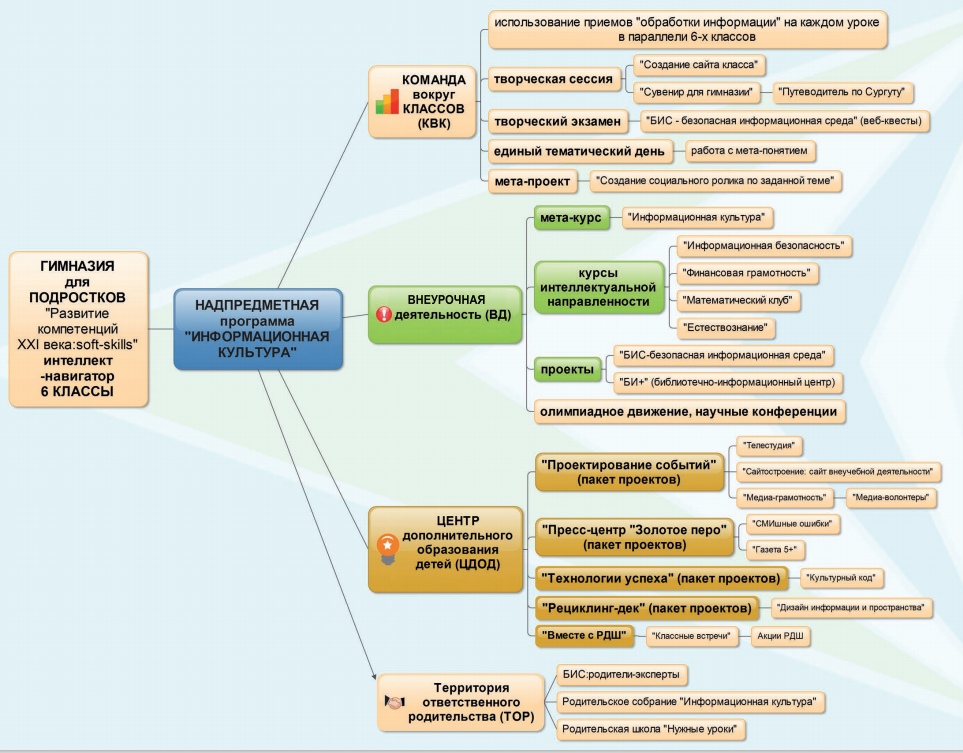 ГИМНАЗИЯ
для
ПОДРОСТКОВ
"Развитие
компетенций
XXI века:soft-skills"
интеллект
-навигатор
6 КЛАССЫ
НАДПРЕДМЕТНАЯ
программа
"ИНФОРМАЦИОННАЯ
КУЛЬТУРА"
КОМАНДА
вокруг
КЛАССОВ
(КВК)
использование приемов "обработки информации" на каждом уроке
в параллели 6-х классов
творческая сессия
"Создание сайта класса"
"Сувенир для гимназии"
"Путеводитель по Сургуту"
творческий экзамен
"БИС - безопасная информационная среда" (веб-квесты)
единый тематический день
работа с мета-понятием
мета-проект
"Создание социального ролика по заданной теме"
ВНЕУРОЧНАЯ
деятельность (ВД)
мета-курс
"Информационная культура"
курсы
интеллектуальной
направленности
"Информационная безопасность"
"Финансовая грамотность"
"Математический клуб"
"Естествознание"
проекты
"БИС-безопасная информационная среда"
"БИ+" (библиотечно-информационный центр)
олимпиадное движение, научные конференции
ЦЕНТР
дополнительного
образования
детей (ЦДОД)
"Проектирование событий"
(пакет проектов)
"Телестудия"
"Сайтостроение: сайт внеучебной деятельности"
"Медиа-грамотность"
"Медиа-волонтеры"
"Пресс-центр "Золотое перо"
(пакет проектов)
"СМИшные ошибки"
"Газета 5+"
"Технологии успеха" (пакет проектов)
"Культурный код"
"Рециклинг-дек" (пакет проектов)
"Дизайн информации и пространства"
"Вместе с РДШ"
"Классные встречи"
Акции РДШ
Территория
ответственного
родительства (ТОР)
БИС:родители-эксперты
Родительское собрание "Информационная культура"
Родительская школа "Нужные уроки"